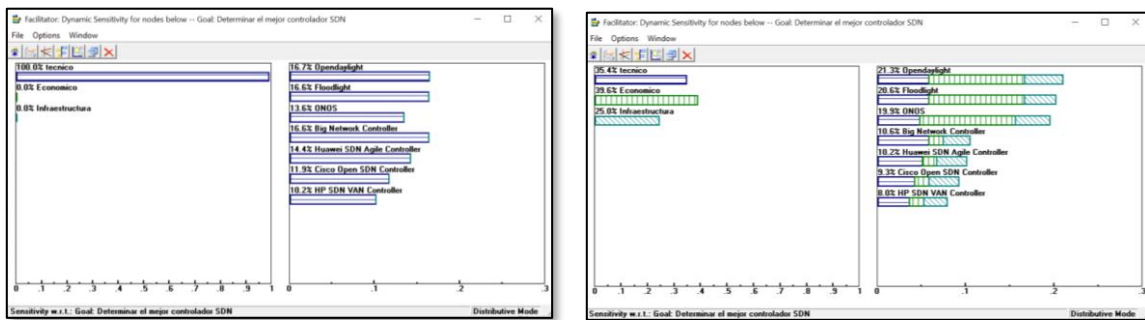 Facilitator: Dynamic Sensitivity for nodes below -- Goal: Determinar el mejor controlador SDN
File Options Window
100.0% tecnico
0.0% Economico
0.0% Infraestructura
0 .1 .2 .3 .4 .5 .6 .7 .8 .9 1
16.7% Opendaylight
16.6% Floodlight
13.6% ONOS
16.6% Big Network Controller
14.4% Huawei SDN Agile Controller
11.9% Cisco Open SDN Controller
10.2% HP SDN VAN Controller
0 .1 .2 .3
Sensitivity w.r.t.: Goal: Determinar el mejor controlador SDN
Distributive Mode
Facilitator: Dynamic Sensitivity for nodes below -- Goal: Determinar el mejor controlador SDN
File Options Window
35.4% tecnico
39.6% Economico
25.0% Infraestructura
0 .1 .2 .3 .4 .5 .6 .7 .8 .9 1
21.3% Opendaylight
20.6% Floodlight
19.9% ONOS
10.6% Big Network Controller
10.2% Huawei SDN Agile Controller
9.3% Cisco Open SDN Controller
8.0% HP SDN VAN Controller
0 .1 .2 .3
Sensitivity w.r.t.: Goal: Determinar el mejor controlador SDN
Distributive Mode